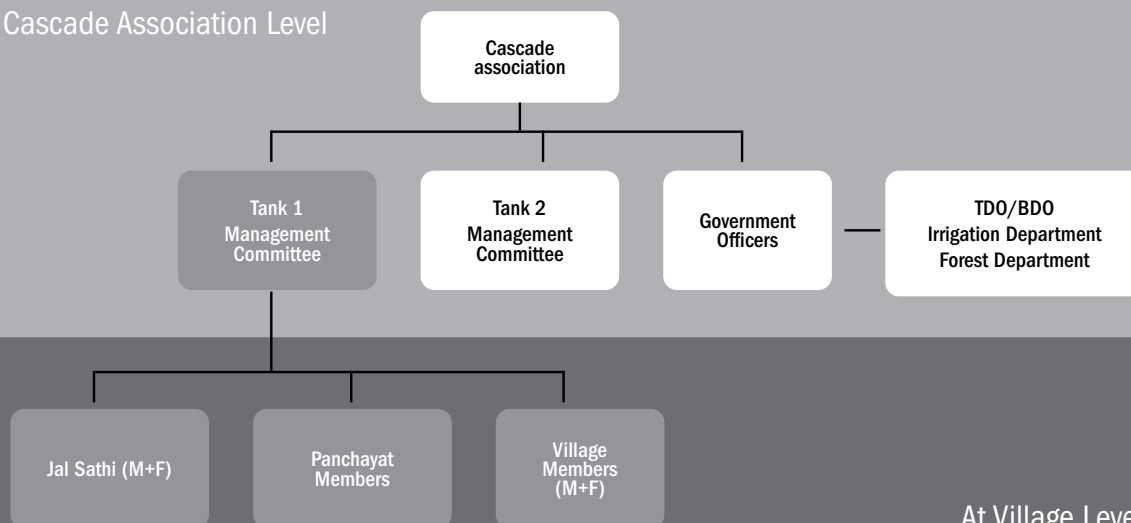 Cascade Association Level
Cascade
association
Tank 1
Management
Committee
Tank 2
Management
Committee
Government
Officers
TDO/BDO
Irrigation Department
Forest Department
Jal Sathi (M+F)
Panchayat
Members
Village
Members
(M+F)
At Village Leve